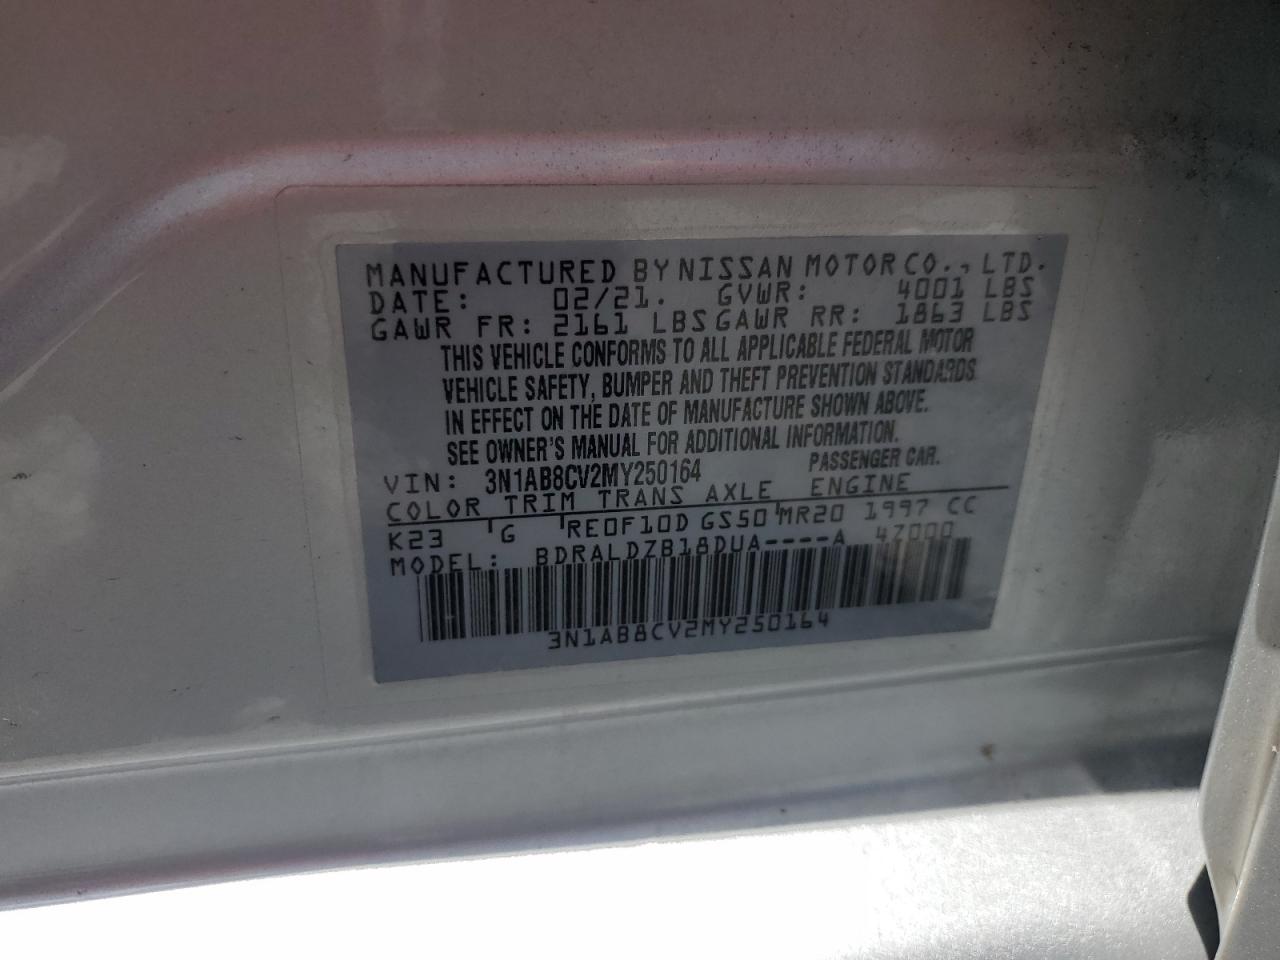 MANUFACTURED BY NISSAN MOTOR CO., LTD.
DATE: 02/21. GVWR: 4001 LBS
GAWR FR: 2161 LBS GAWR RR: 1863 LBS
THIS VEHICLE CONFORMS TO ALL APPLICABLE FEDERAL MOTOR
VEHICLE SAFETY, BUMPER AND THEFT PREVENTION STANDARDS
IN EFFECT ON THE DATE OF MANUFACTURE SHOWN ABOVE.
SEE OWNER'S MANUAL FOR ADDITIONAL INFORMATION.
VIN: 3N1AB8CV2MY250164 PASSENGER CAR.
COLOR TRIM TRANS AXLE ENGINE
K23 G RE0F10D GS50 MR20 1997 CC
MODEL: BDRALDZB18DUA----A 4Z000
3N1AB8CV2MY250164